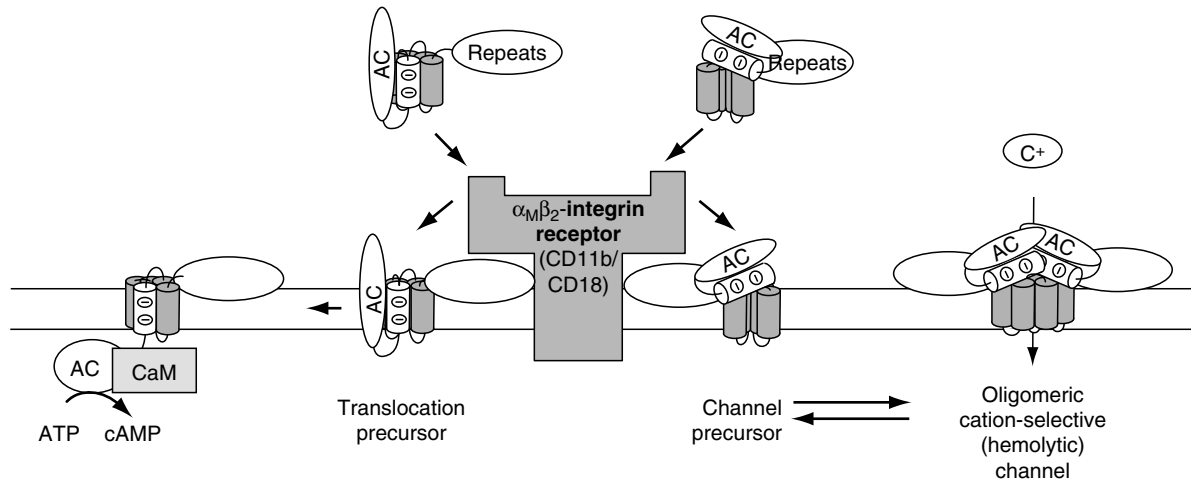 AC
Repeats
AC
Repeats
C+
αMβ2-integrin
receptor
(CD11b/
CD18)
AC
AC
AC
AC
AC
CaM
ATP cAMP
Translocation
precursor
Channel
precursor
Oligomeric
cation-selective
(hemolytic)
channel